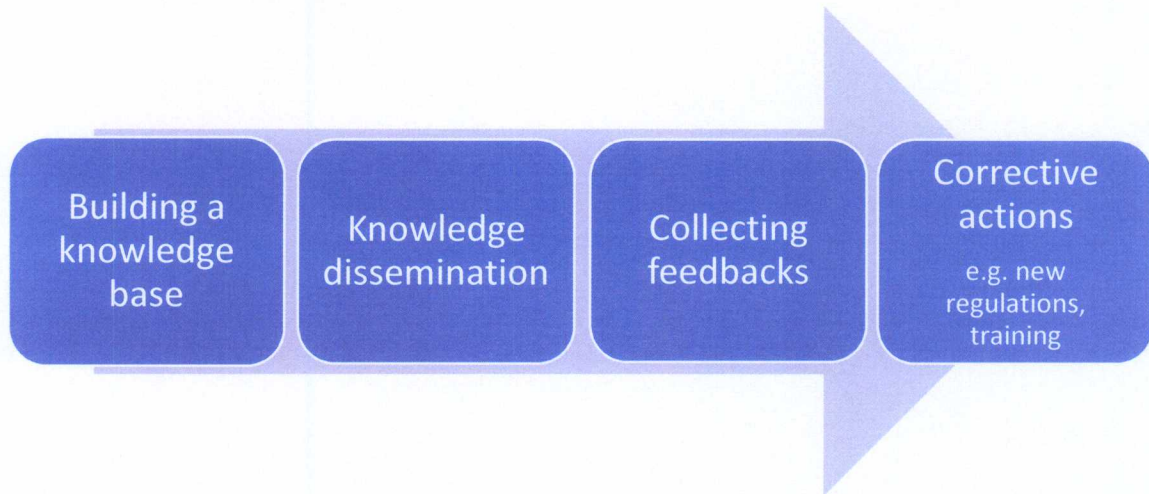 Building a
knowledge
base
Knowledge
dissemination
Collecting
feedbacks
Corrective
actions
e.g. new
regulations,
training